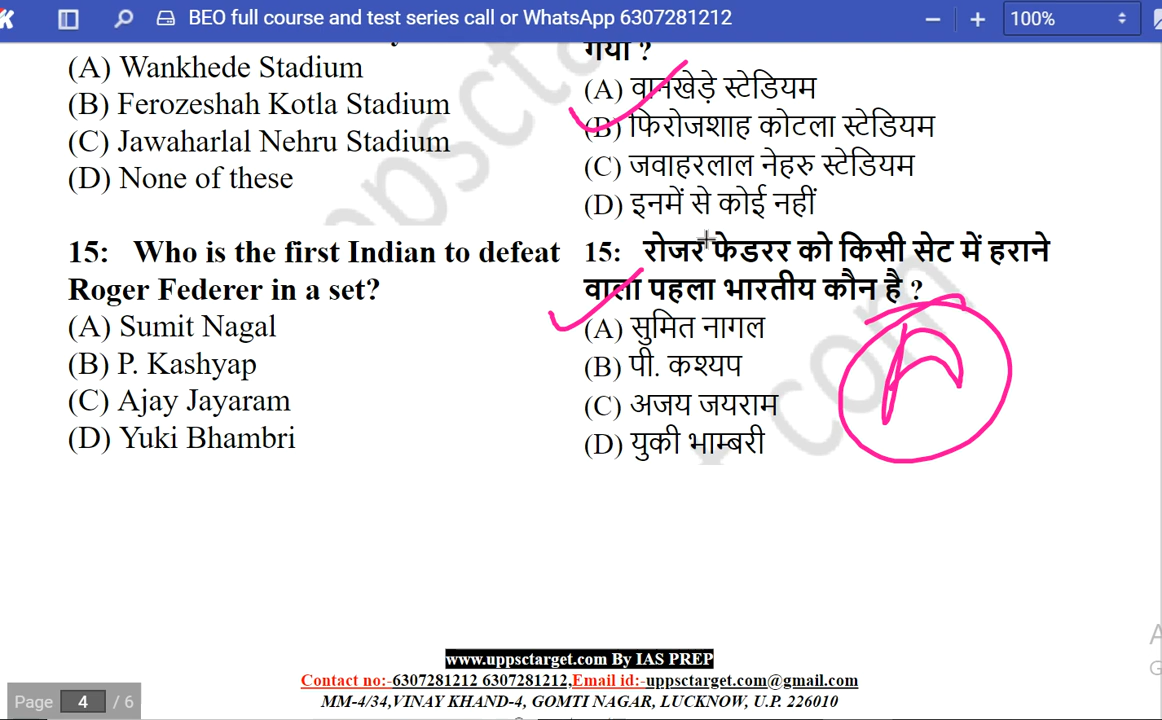 BEO full course and test series call or WhatsApp 6307281212
100%
गया ?
(A) Wankhede Stadium
(B) Ferozeshah Kotla Stadium
(C) Jawaharlal Nehru Stadium
(D) None of these
(A) वानखेड़े स्टेडियम
(B) फिरोजशाह कोटला स्टेडियम
(C) जवाहरलाल नेहरु स्टेडियम
(D) इनमें से कोई नहीं
15: Who is the first Indian to defeat
Roger Federer in a set?
(A) Sumit Nagal
(B) P. Kashyap
(C) Ajay Jayaram
(D) Yuki Bhambri
15: रोजर फेडरर को किसी सेट में हराने
वाला पहला भारतीय कौन है ?
(A) सुमित नागल
(B) पी. कश्यप
(C) अजय जयराम
(D) युकी भाम्बरी
www.uppsctarget.com By IAS PREP
Contact no:-6307281212 6307281212,Email id:-uppsctarget.com@gmail.com
MM-4/34,VINAY KHAND-4, GOMTI NAGAR, LUCKNOW, U.P. 226010
Page 4 / 6